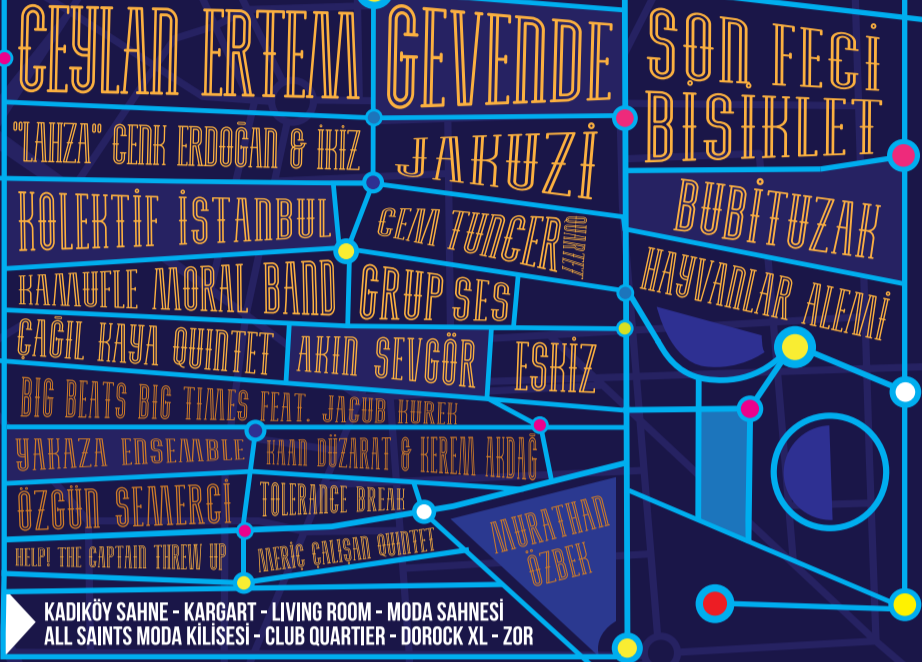 CEYLAN ERTEM
GEVENDE
SON FECİ
BİSİKLET
"LAHZA" CENK ERDOĞAN & İKİZ
JAKUZİ
KOLEKTİF İSTANBUL
CEM TUNCER QUARTET
BUBİTUZAK
HAYVANLAR ALEMİ
KAMUFLE MORAL BAND
GRUP SES
ÇAĞIL KAYA QUINTET
AKIN SEVGÖR
ESKİZ
BIG BEATS BIG TIMES FEAT. JACUB KUREK
YAKAZA ENSEMBLE
KAAN DÜZARAT & KEREM AKDAĞ
ÖZGÜN SEMERCİ
TOLERANCE BREAK
MURATHAN
ÖZBEK
HELP! THE CAPTAIN THREW UP
MERİÇ ÇALIŞAN QUINTET
KADIKÖY SAHNE - KARGART - LIVING ROOM - MODA SAHNESİ
ALL SAINTS MODA KİLİSESİ - CLUB QUARTIER - DOROCK XL - ZOR